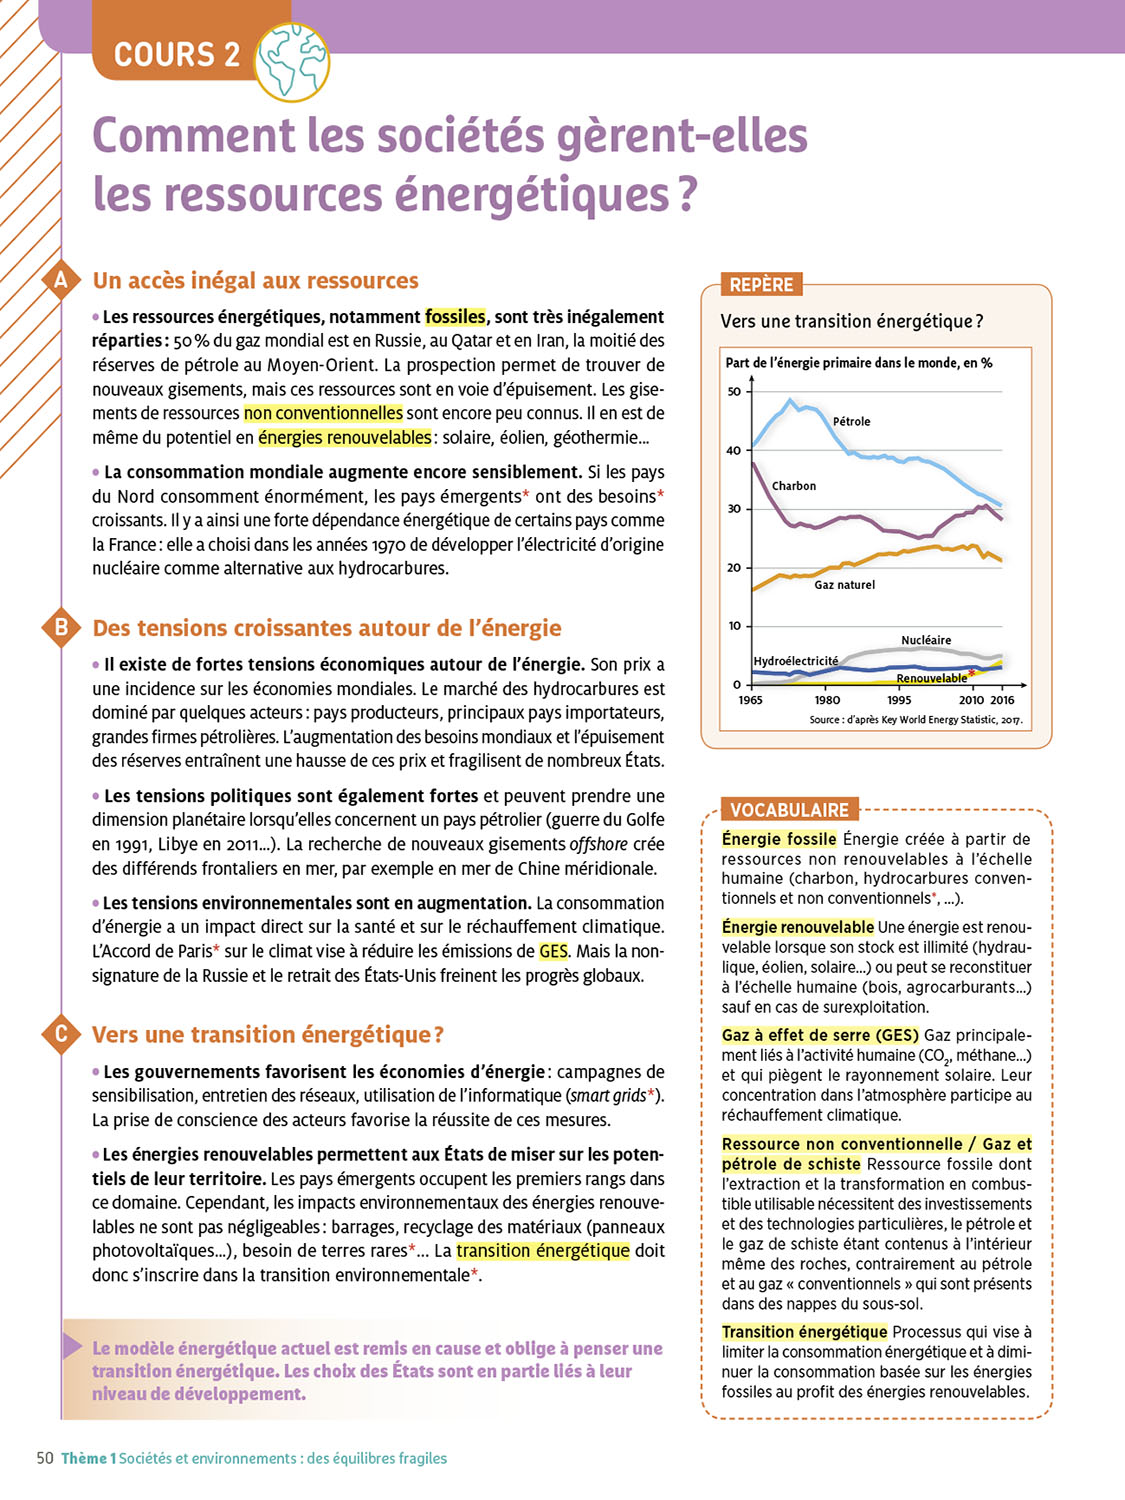 COURS 2
Comment les sociétés gèrent-elles
les ressources énergétiques ?
A Un accès inégal aux ressources
• Les ressources énergétiques, notamment fossiles, sont très inégalement
réparties : 50 % du gaz mondial est en Russie, au Qatar et en Iran, la moitié des
réserves de pétrole au Moyen-Orient. La prospection permet de trouver de
nouveaux gisements, mais ces ressources sont en voie d’épuisement. Les gise-
ments de ressources non conventionnelles sont encore peu connus. Il en est de
même du potentiel en énergies renouvelables : solaire, éolien, géothermie...
• La consommation mondiale augmente encore sensiblement. Si les pays
du Nord consomment énormément, les pays émergents* ont des besoins*
croissants. Il y a ainsi une forte dépendance énergétique de certains pays comme
la France : elle a choisi dans les années 1970 de développer l’électricité d’origine
nucléaire comme alternative aux hydrocarbures.
B Des tensions croissantes autour de l’énergie
• Il existe de fortes tensions économiques autour de l’énergie. Son prix a
une incidence sur les économies mondiales. Le marché des hydrocarbures est
dominé par quelques acteurs : pays producteurs, principaux pays importateurs,
grandes firmes pétrolières. L’augmentation des besoins mondiaux et l’épuisement
des réserves entraînent une hausse de ces prix et fragilisent de nombreux États.
• Les tensions politiques sont également fortes et peuvent prendre une
dimension planétaire lorsqu’elles concernent un pays pétrolier (guerre du Golfe
en 1991, Libye en 2011...). La recherche de nouveaux gisements offshore crée
des différends frontaliers en mer, par exemple en mer de Chine méridionale.
• Les tensions environnementales sont en augmentation. La consommation
d’énergie a un impact direct sur la santé et sur le réchauffement climatique.
L’Accord de Paris* sur le climat vise à réduire les émissions de GES. Mais la non-
signature de la Russie et le retrait des États-Unis freinent les progrès globaux.
C Vers une transition énergétique ?
• Les gouvernements favorisent les économies d’énergie : campagnes de
sensibilisation, entretien des réseaux, utilisation de l’informatique (smart grids*).
La prise de conscience des acteurs favorise la réussite de ces mesures.
• Les énergies renouvelables permettent aux États de miser sur les poten-
tiels de leur territoire. Les pays émergents occupent les premiers rangs dans
ce domaine. Cependant, les impacts environnementaux des énergies renouve-
lables ne sont pas négligeables : barrages, recyclage des matériaux (panneaux
photovoltaïques...), besoin de terres rares*... La transition énergétique doit
donc s’inscrire dans la transition environnementale*.
Le modèle énergétique actuel est remis en cause et oblige à penser une
transition énergétique. Les choix des États sont en partie liés à leur
niveau de développement.
REPÈRE
Vers une transition énergétique ?
Part de l’énergie primaire dans le monde, en %
50
40
30
20
10
0
Pétrole
Charbon
Gaz naturel
Nucléaire
Hydroélectricité
Renouvelable*
1965 1980 1995 2010 2016
Source : d’après Key World Energy Statistic, 2017.
VOCABULAIRE
Énergie fossile Énergie créée à partir de
ressources non renouvelables à l’échelle
humaine (charbon, hydrocarbures conven-
tionnels et non conventionnels*, ...).
Énergie renouvelable Une énergie est renou-
velable lorsque son stock est illimité (hydrau-
lique, éolien, solaire...) ou peut se reconstituer
à l’échelle humaine (bois, agrocarburants...)
sauf en cas de surexploitation.
Gaz à effet de serre (GES) Gaz principale-
ment liés à l’activité humaine (CO₂, méthane...)
et qui piègent le rayonnement solaire. Leur
concentration dans l’atmosphère participe au
réchauffement climatique.
Ressource non conventionnelle / Gaz et
pétrole de schiste Ressource fossile dont
l’extraction et la transformation en combus-
tible utilisable nécessitent des investissements
et des technologies particulières, le pétrole et
le gaz de schiste étant contenus à l’intérieur
même des roches, contrairement au pétrole
et au gaz « conventionnels » qui sont présents
dans des nappes du sous-sol.
Transition énergétique Processus qui vise à
limiter la consommation énergétique et à dimi-
nuer la consommation basée sur les énergies
fossiles au profit des énergies renouvelables.
50 Thème 1 Sociétés et environnements : des équilibres fragiles